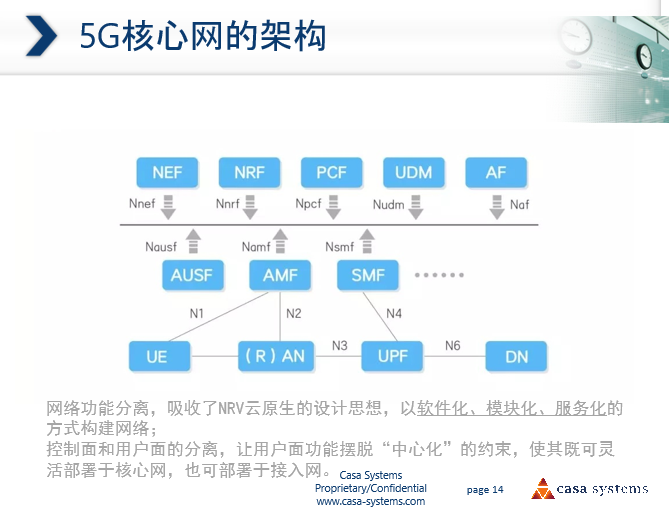 5G核心网的架构
NEF NRF PCF UDM AF
Nnef Nnrf Npcf Nudm Naf
Nausf Namf Nsmf
AUSF AMF SMF ······
N1 N2 N4
UE (R)AN N3 UPF N6 DN
网络功能分离，吸收了NRV云原生的设计思想，以软件化、模块化、服务化的
方式构建网络；
控制面和用户面的分离，让用户面功能摆脱“中心化”的约束，使其既可灵
活部署于核心网，也可部署于接入网。
Casa Systems
Proprietary/Confidential
www.casa-systems.com
page 14
casa systems